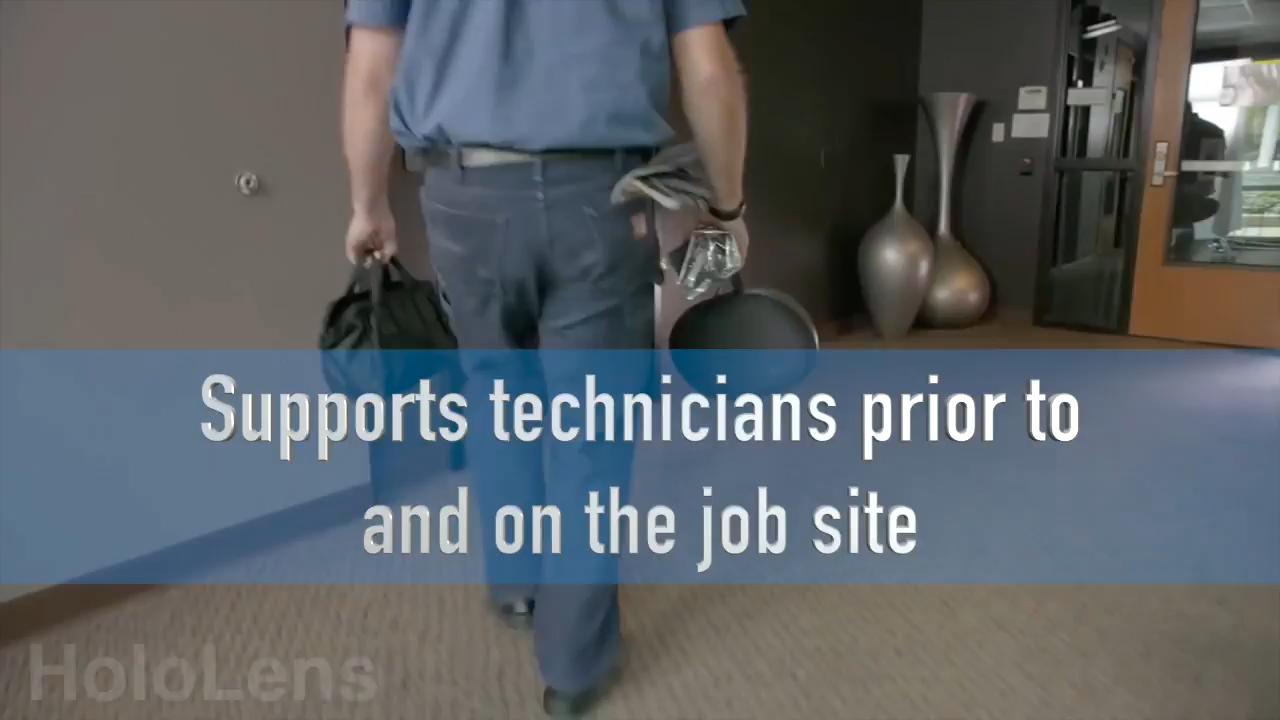 Supports technicians prior to
and on the job site
HoloLens